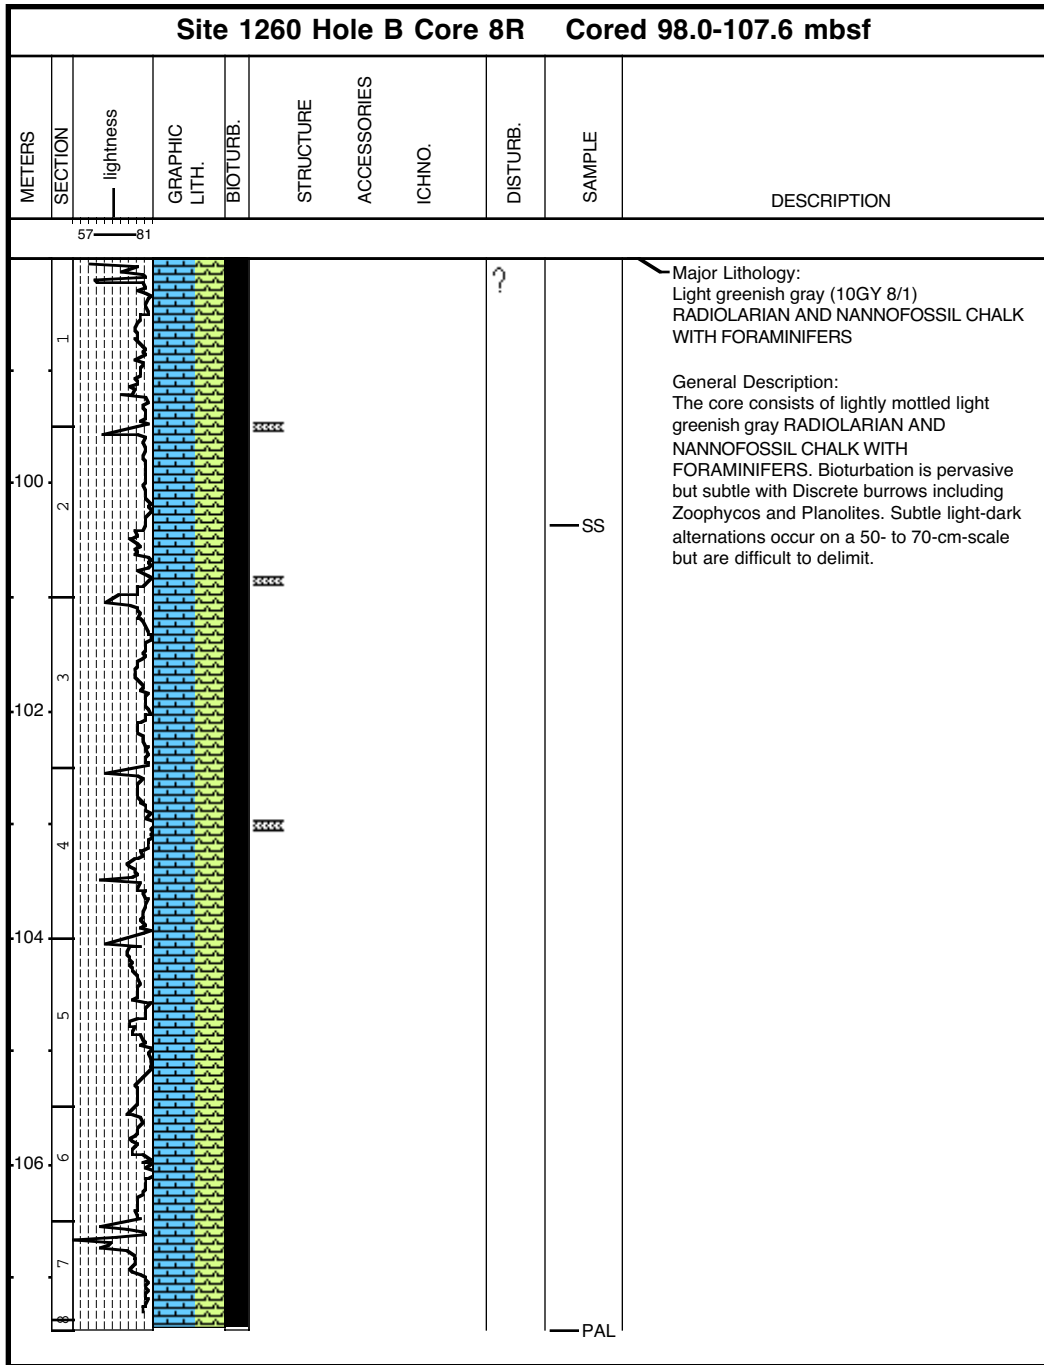 Site 1260 Hole B Core 8R Cored 98.0-107.6 mbsf
METERS
SECTION
lightness
GRAPHIC
LITH.
BIOTURB.
STRUCTURE
ACCESSORIES
ICHNO.
DISTURB.
SAMPLE
DESCRIPTION
57 81
?
Major Lithology:
Light greenish gray (10GY 8/1)
RADIOLARIAN AND NANNOFOSSIL CHALK
WITH FORAMINIFERS
General Description:
The core consists of lightly mottled light
greenish gray RADIOLARIAN AND
NANNOFOSSIL CHALK WITH
FORAMINIFERS. Bioturbation is pervasive
but subtle with Discrete burrows including
Zoophycos and Planolites. Subtle light-dark
alternations occur on a 50- to 70-cm-scale
but are difficult to delimit.
1
100
2
SS
3
102
4
104
5
6
106
7
8
PAL